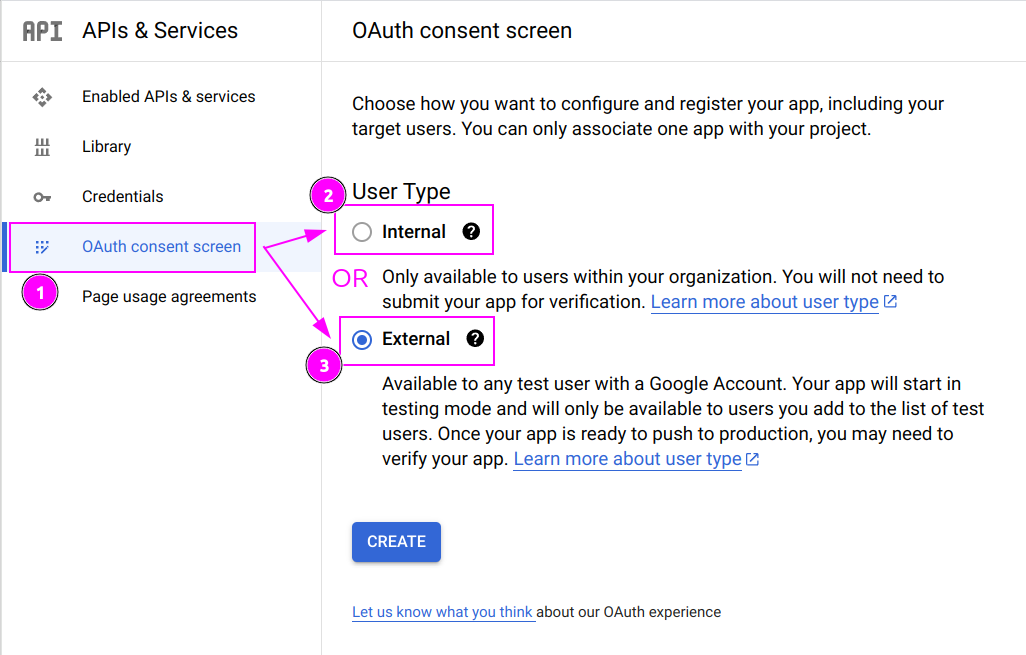 API APIs & Services
OAuth consent screen
Enabled APIs & services
Library
Credentials
OAuth consent screen
1
Page usage agreements
Choose how you want to configure and register your app, including your
target users. You can only associate one app with your project.
2 User Type
Internal ?
OR Only available to users within your organization. You will not need to
submit your app for verification. Learn more about user type
External ?
3
Available to any test user with a Google Account. Your app will start in
testing mode and will only be available to users you add to the list of test
users. Once your app is ready to push to production, you may need to
verify your app. Learn more about user type
CREATE
Let us know what you think about our OAuth experience